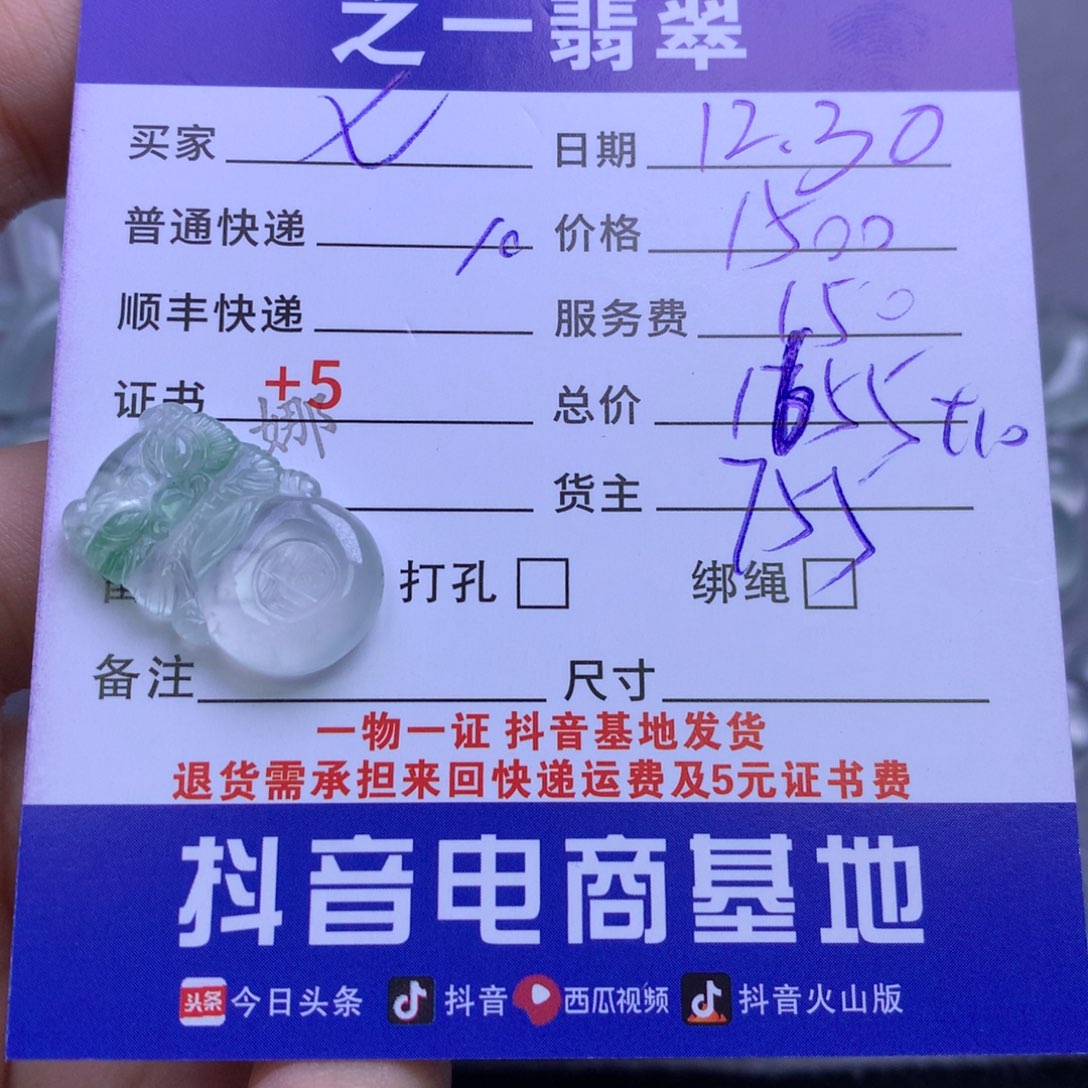 之一翡翠
买家 日期 12.30
普通快递 10 价格 1500
顺丰快递 服务费 150
证书 +5 总价 1655 +10
娜
货主 755
打孔 绑绳
备注 尺寸
一物一证 抖音基地发货
退货需承担来回快递运费及5元证书费
抖音电商基地
头条 今日头条 抖音 西瓜视频 抖音火山版